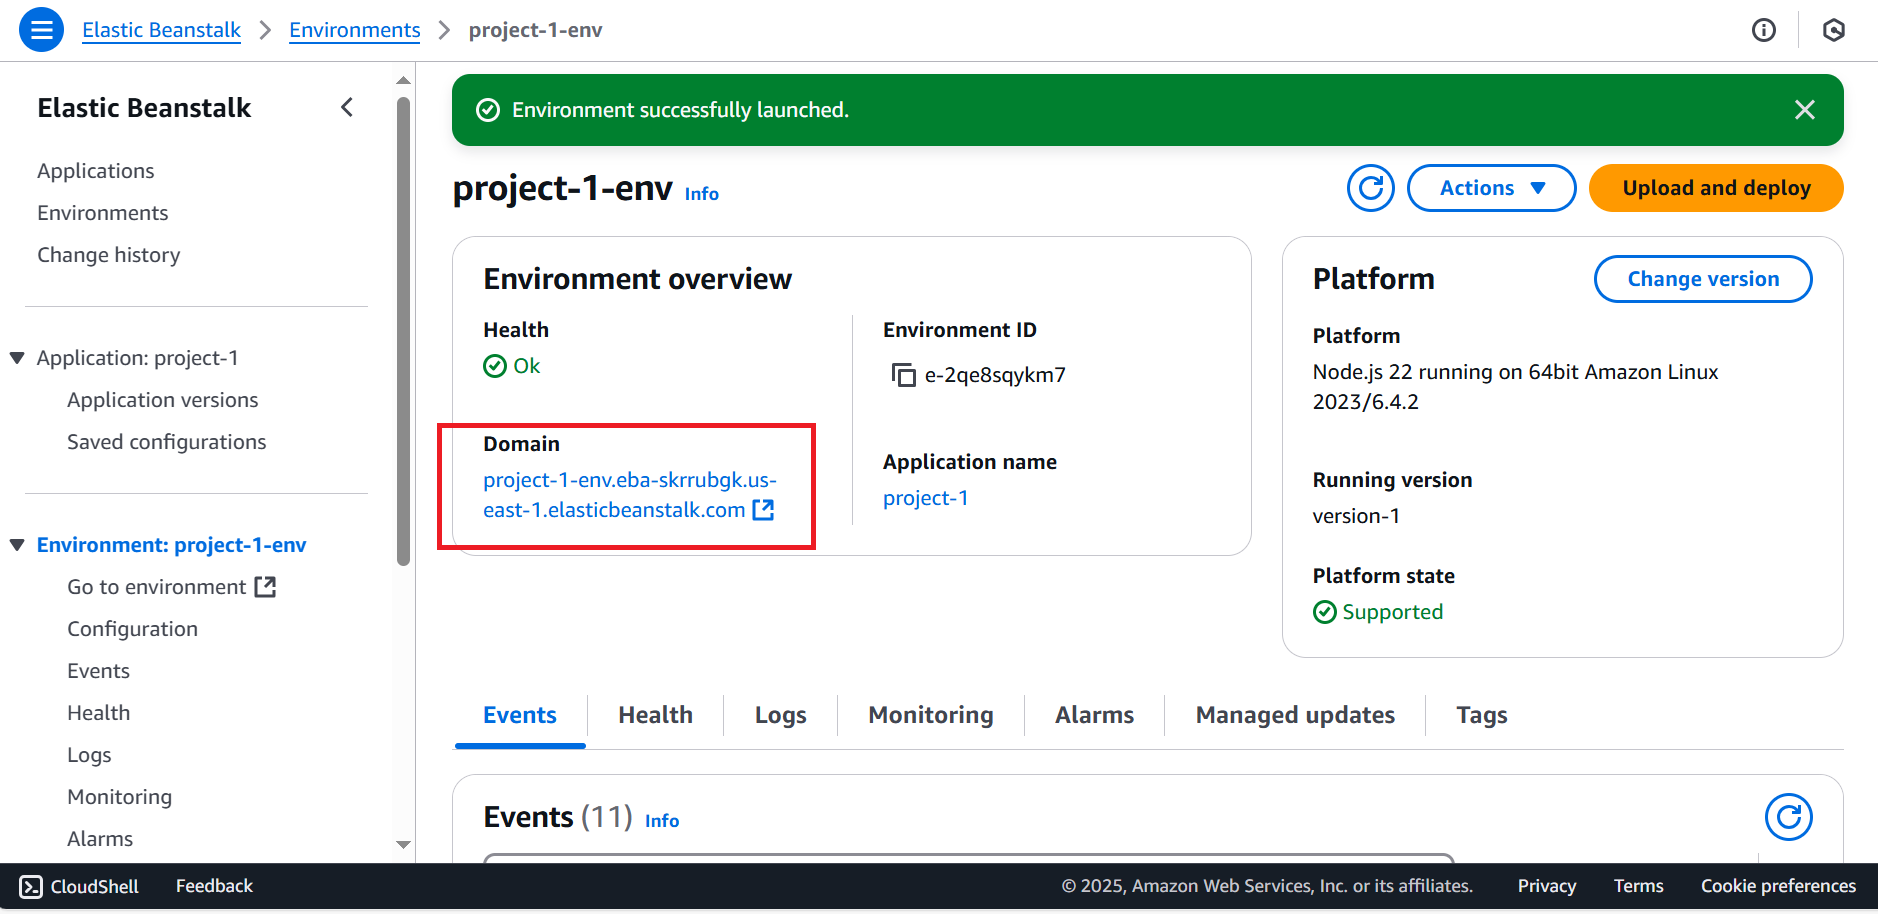 Elastic Beanstalk > Environments > project-1-env
Elastic Beanstalk
Applications
Environments
Change history
Application: project-1
Application versions
Saved configurations
Environment: project-1-env
Go to environment
Configuration
Events
Health
Logs
Monitoring
Alarms
Environment successfully launched.
project-1-env Info
Actions
Upload and deploy
Environment overview
Health
Ok
Domain
project-1-env.eba-skrrubgk.us-
east-1.elasticbeanstalk.com
Environment ID
e-2qe8sqykm7
Application name
project-1
Platform
Change version
Platform
Node.js 22 running on 64bit Amazon Linux
2023/6.4.2
Running version
version-1
Platform state
Supported
Events Health Logs Monitoring Alarms Managed updates Tags
Events (11) Info
CloudShell Feedback © 2025, Amazon Web Services, Inc. or its affiliates. Privacy Terms Cookie preferences